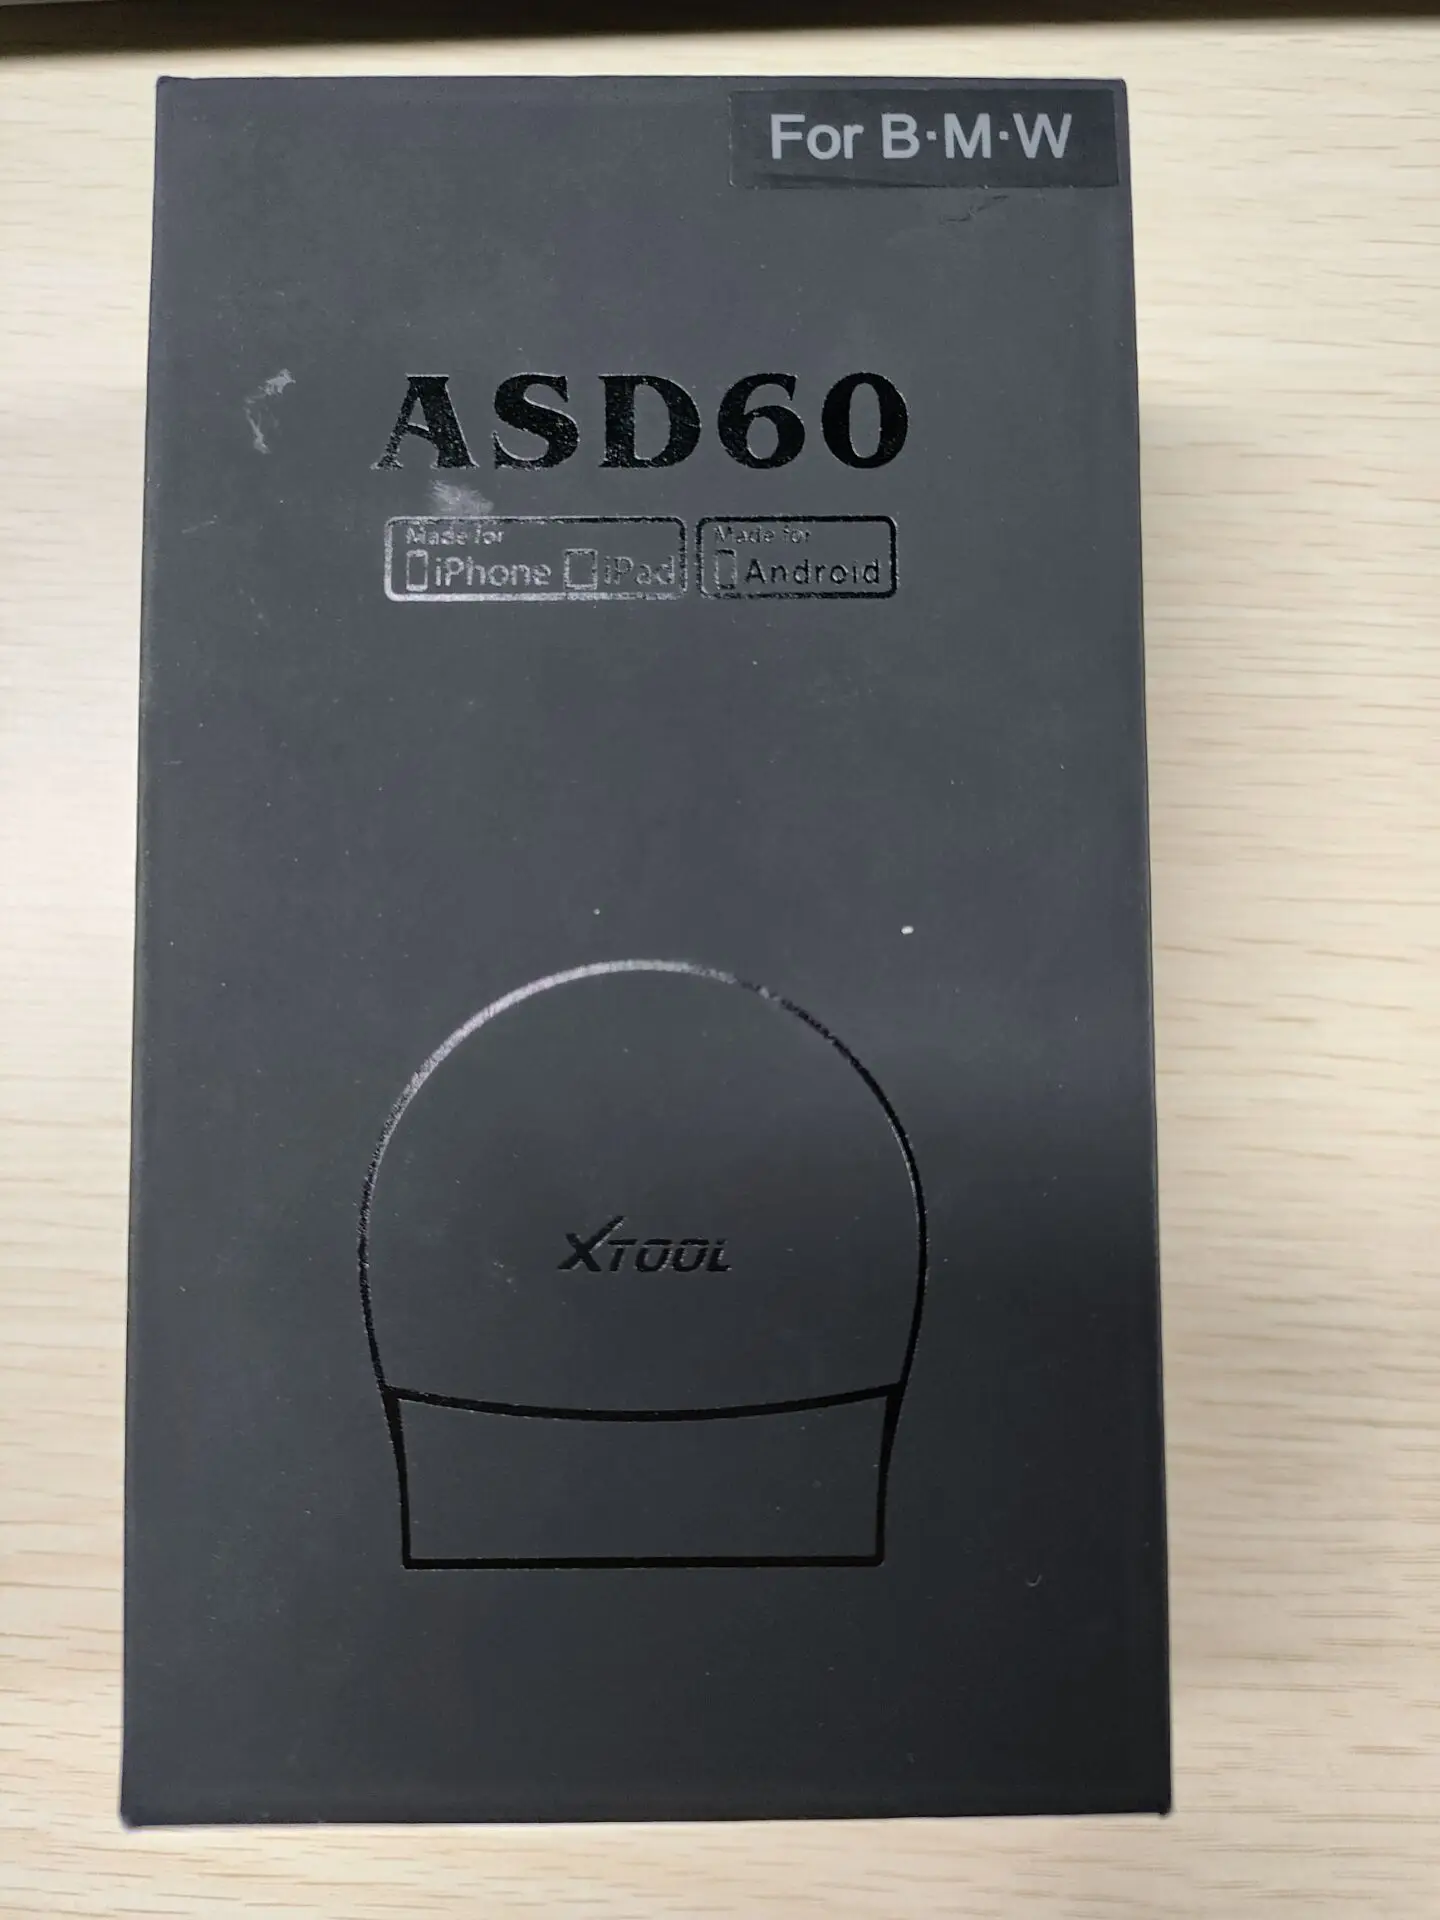 For B·M·W
ASD60
Made for
iPhone iPad
Made for
Android
XTOOL